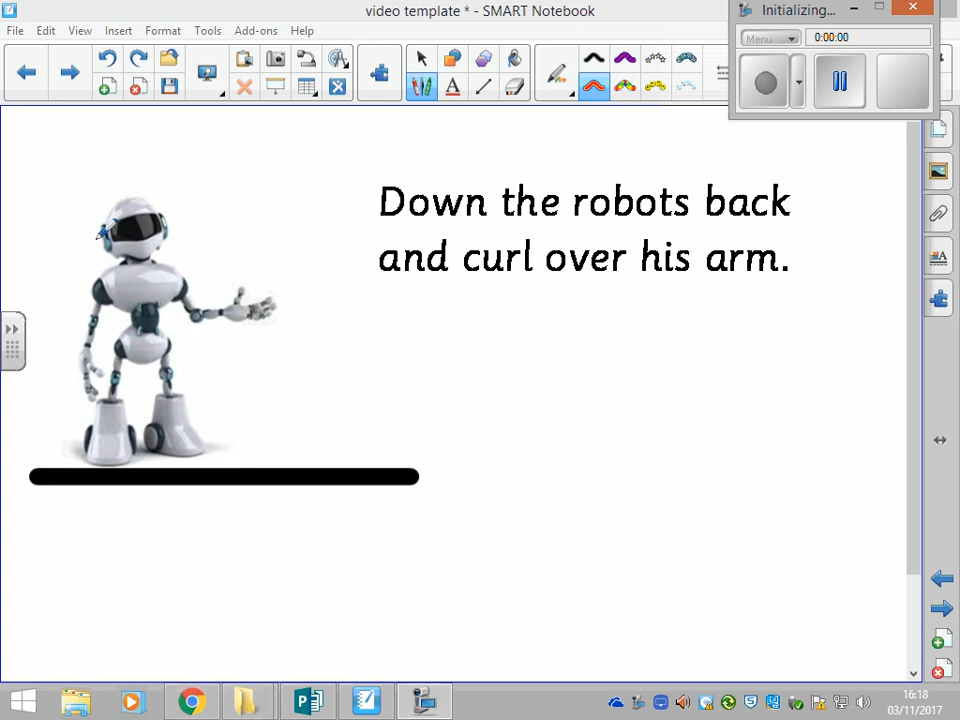 video template * - SMART Notebook
Initializing...
File Edit View Insert Format Tools Add-ons Help
Menu
0:00:00
Down the robots back
and curl over his arm.
16:18
03/11/2017